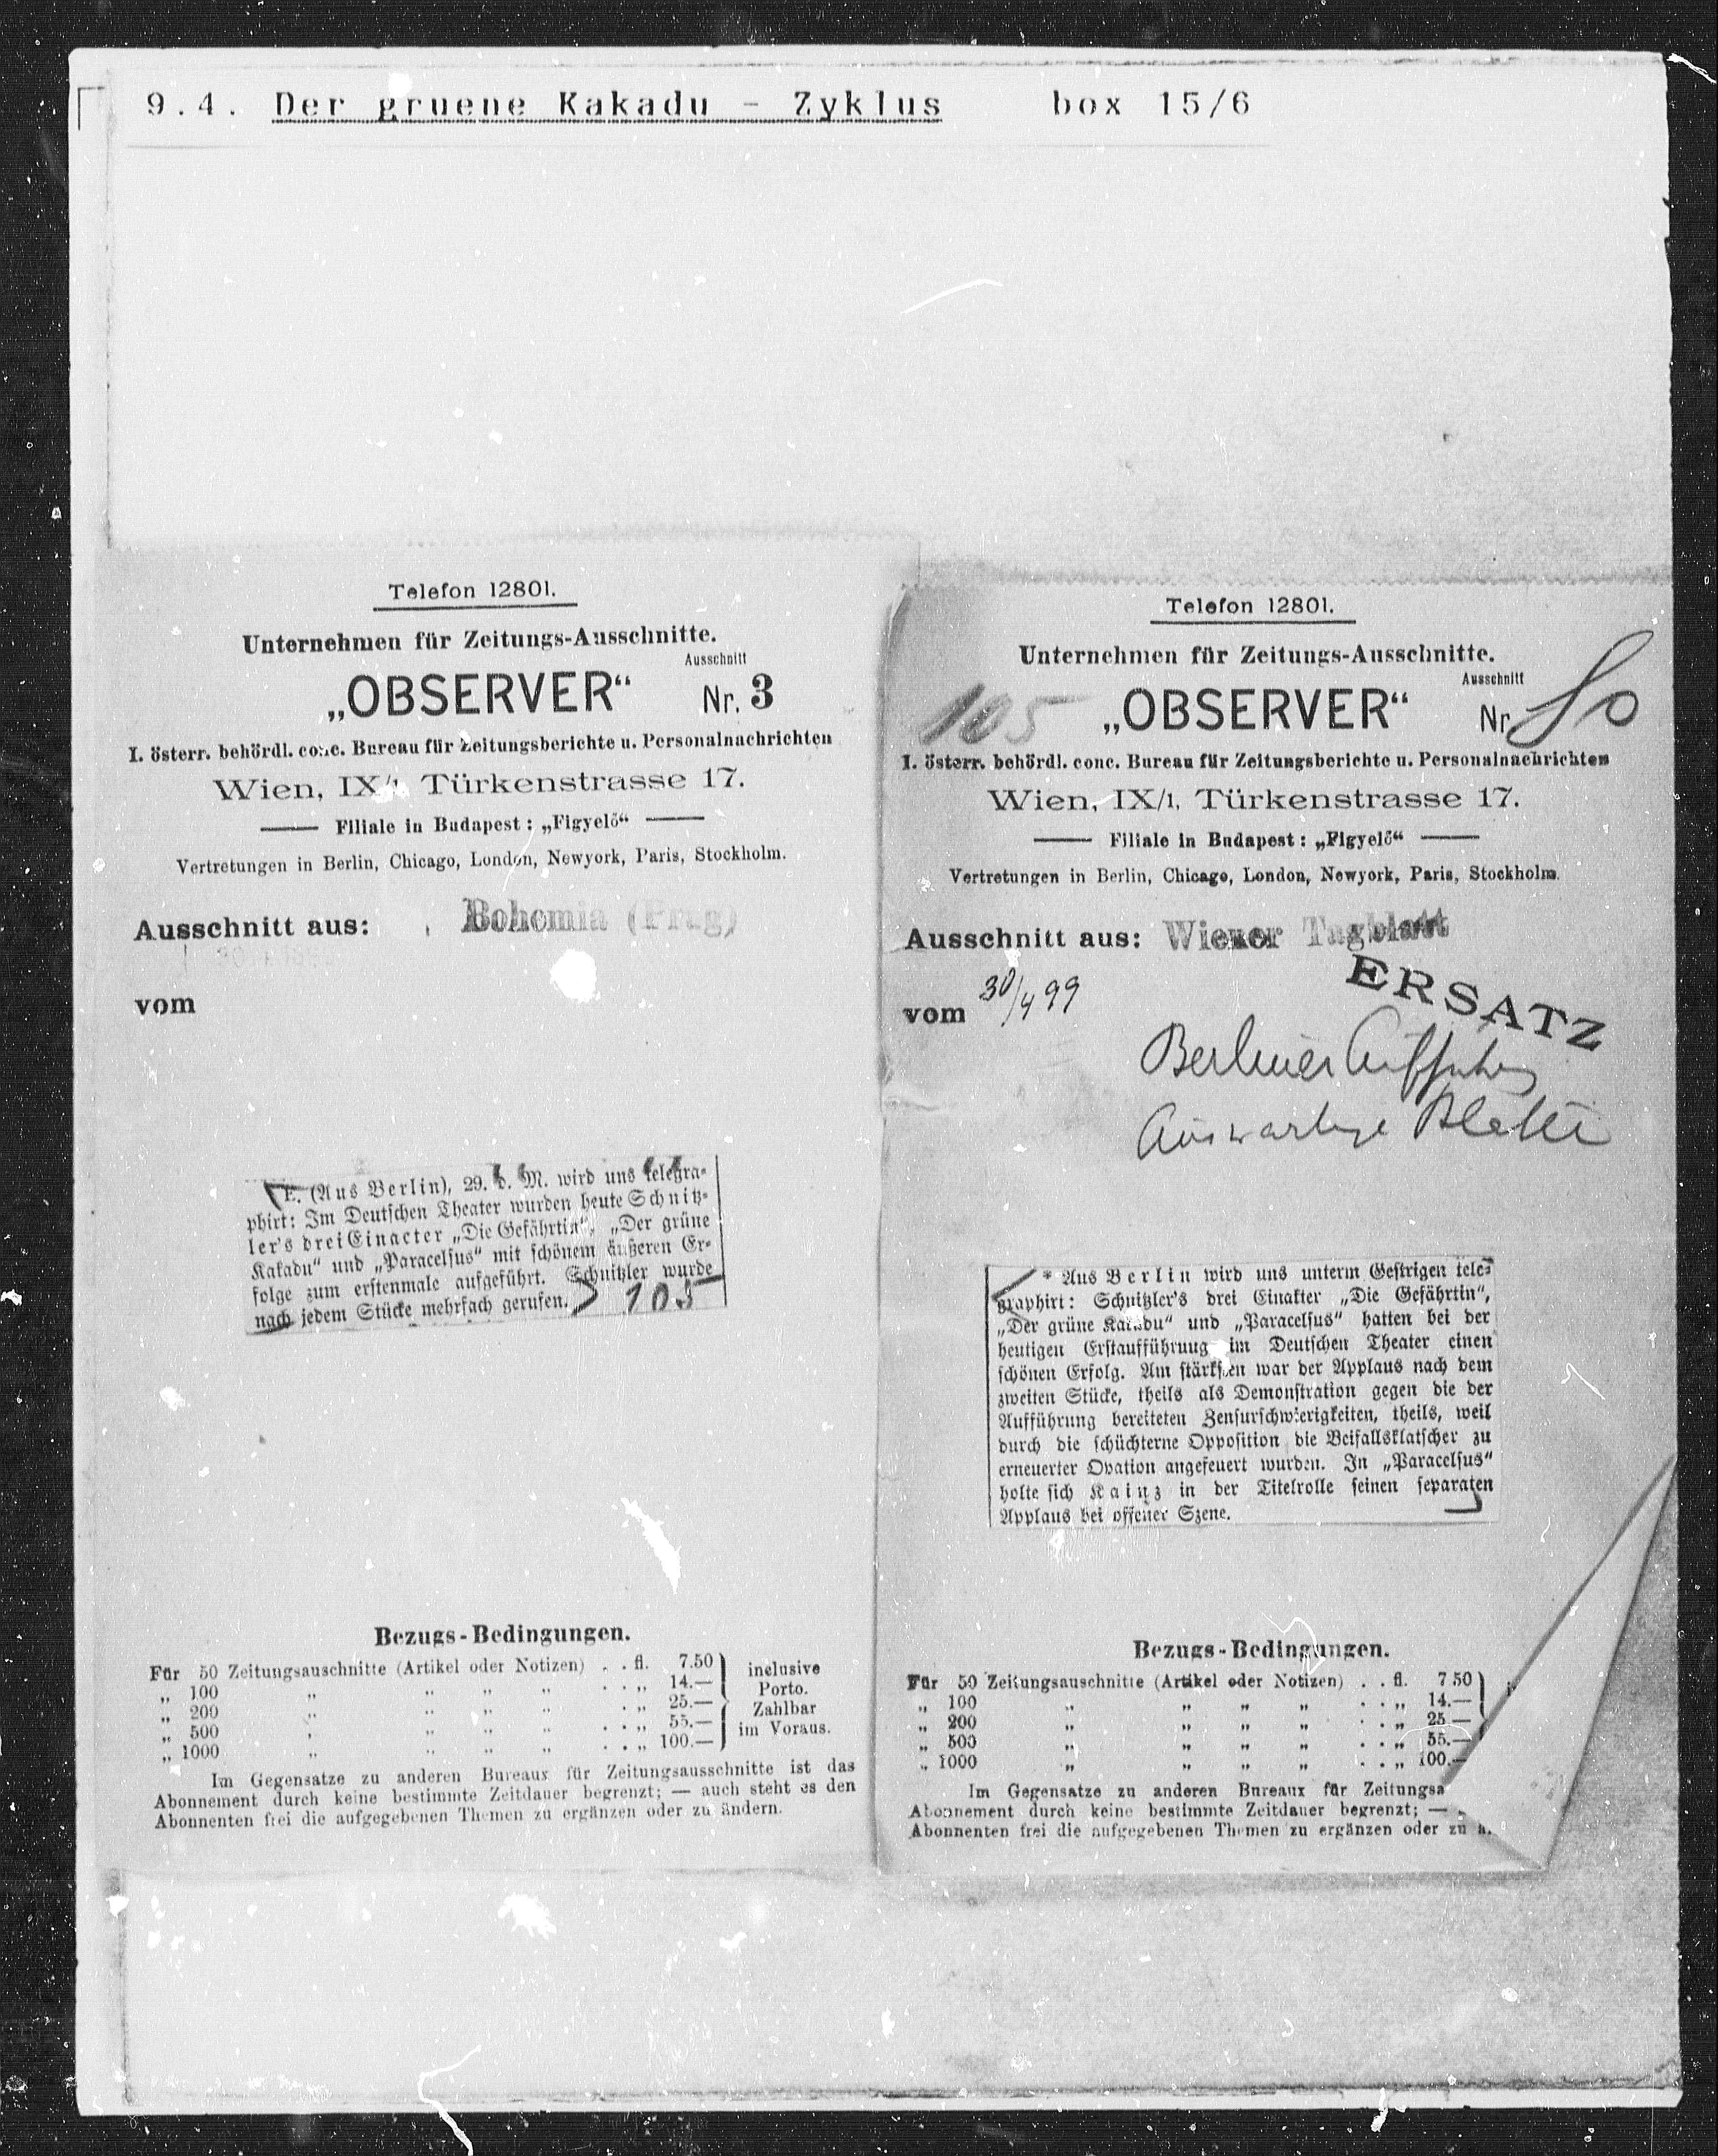 9.4. Der gruene Kakadu - Zyklus box 15/6
Telefon 12801.
Unternehmen für Zeitungs-Ausschnitte.
Ausschnitt
„OBSERVER“ Nr. 3
I. österr. behördl. conc. Bureau für Zeitungsberichte u. Personalnachrichten
Wien, IX/1, Türkenstrasse 17.
Filiale in Budapest: „Figyelő“
Vertretungen in Berlin, Chicago, London, Newyork, Paris, Stockholm.
Ausschnitt aus: Bohemia (Prag)
vom
E. (Aus Berlin), 29. d. M. wird uns telegra-
phirt: Im Deutschen Theater wurden heute Schnitz-
ler's drei Einacter „Die Gefährtin“, „Der grüne
Kakadu“ und „Paracelsus“ mit schönem äußeren Er-
folge zum erstenmale aufgeführt. Schnitzler wurde
nach jedem Stücke mehrfach gerufen. 105
Bezugs-Bedingungen.
Für 50 Zeitungsauschnitte (Artikel oder Notizen) . . fl. 7.50
„ 100 „ „ „ „ . . „ 14.—
„ 200 „ „ „ „ . „ 25.—
„ 500 „ „ „ „ . . „ 55.—
„ 1000 „ „ „ „ . . „ 100.—
inclusive
Porto.
Zahlbar
im Voraus.
Im Gegensatze zu anderen Bureaux für Zeitungsausschnitte ist das
Abonnement durch keine bestimmte Zeitdauer begrenzt; — auch steht es den
Abonnenten frei die aufgegebenen Themen zu ergänzen oder zu ändern.
Telefon 12801.
Unternehmen für Zeitungs-Ausschnitte.
Ausschnitt
105 „OBSERVER“ Nr. 80
I. österr. behördl. conc. Bureau für Zeitungsberichte u. Personalnachrichten
Wien, IX/1, Türkenstrasse 17.
Filiale in Budapest: „Figyelő“
Vertretungen in Berlin, Chicago, London, Newyork, Paris, Stockholm.
Ausschnitt aus: Wiener Tagblatt
ERSATZ
vom 30/4 99
Berliner Aufführung
Auswärtige Blätter
* Aus Berlin wird uns unterm Gestrigen tele-
graphirt: Schnitzler's drei Einakter „Die Gefährtin“,
„Der grüne Kakadu“ und „Paracelsus“ hatten bei der
heutigen Erstaufführung im Deutschen Theater einen
schönen Erfolg. Am stärksten war der Applaus nach dem
zweiten Stücke, theils als Demonstration gegen die der
Aufführung bereiteten Zensurschwierigkeiten, theils, weil
durch die schüchterne Opposition die Beifallsklatscher zu
erneuerter Ovation angefeuert wurden. In „Paracelsus“
holte sich Kainz in der Titelrolle seinen separaten
Applaus bei offener Szene.
Bezugs-Bedingungen.
Für 50 Zeitungsauschnitte (Artikel oder Notizen) . . fl. 7.50
„ 100 „ „ „ „ . . „ 14.—
„ 200 „ „ „ „ . . „ 25.—
„ 500 „ „ „ „ . . „ 55.—
„ 1000 „ „ „ „ . . „ 100.—
Im Gegensatze zu anderen Bureaux für Zeitungsa
Abonnement durch keine bestimmte Zeitdauer begrenzt; —
Abonnenten frei die aufgegebenen Themen zu ergänzen oder zu ä.